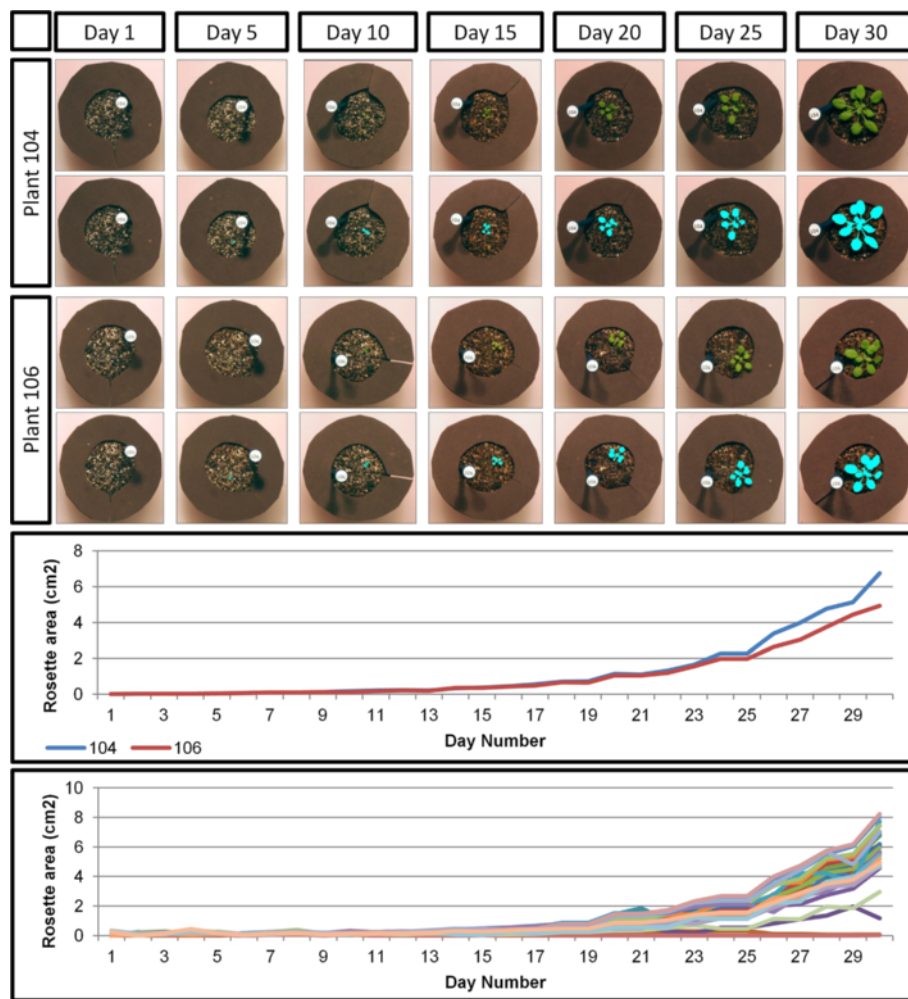 Day 1 Day 5 Day 10 Day 15 Day 20 Day 25 Day 30
Plant 104
Plant 106
8
6
4
2
0
Rosette area (cm2)
1 3 5 7 9 11 13 15 17 19 21 23 25 27 29
Day Number
104 106
10
8
6
4
2
0
Rosette area (cm2)
1 3 5 7 9 11 13 15 17 19 21 23 25 27 29
Day Number